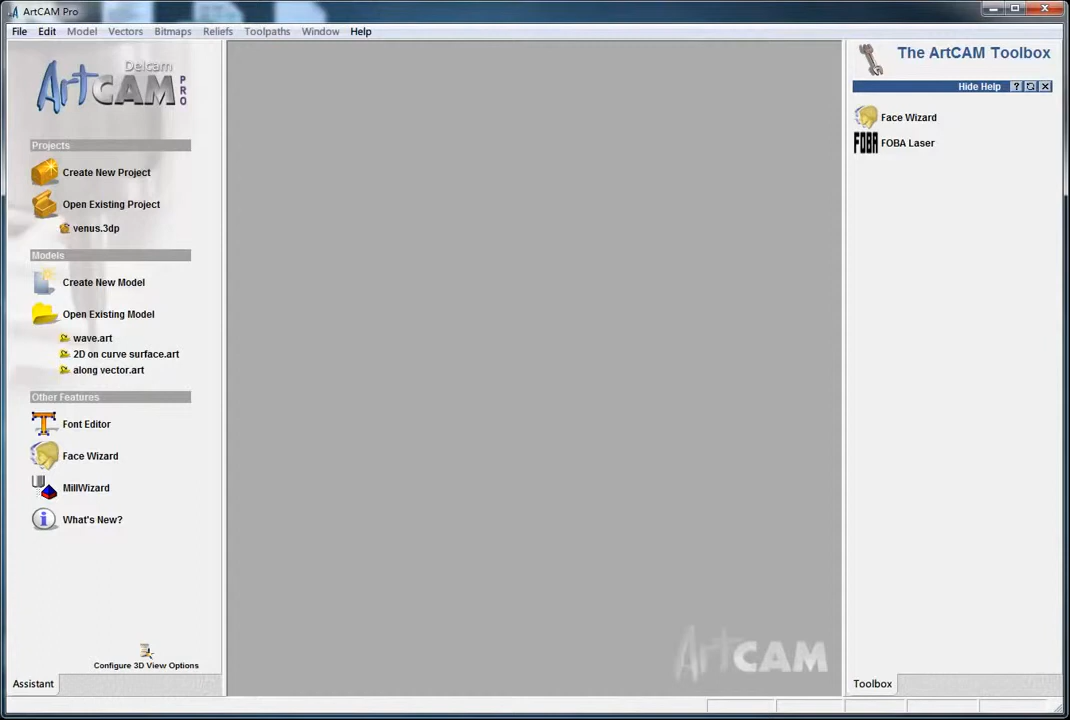 ArtCAM Pro
File Edit Model Vectors Bitmaps Reliefs Toolpaths Window Help
Delcam
ArtCAM PRO
Projects
Create New Project
Open Existing Project
venus.3dp
Models
Create New Model
Open Existing Model
wave.art
2D on curve surface.art
along vector.art
Other Features
Font Editor
Face Wizard
MillWizard
What's New?
Configure 3D View Options
Assistant
ArtCAM
The ArtCAM Toolbox
Hide Help ?
Face Wizard
FOBA FOBA Laser
Toolbox